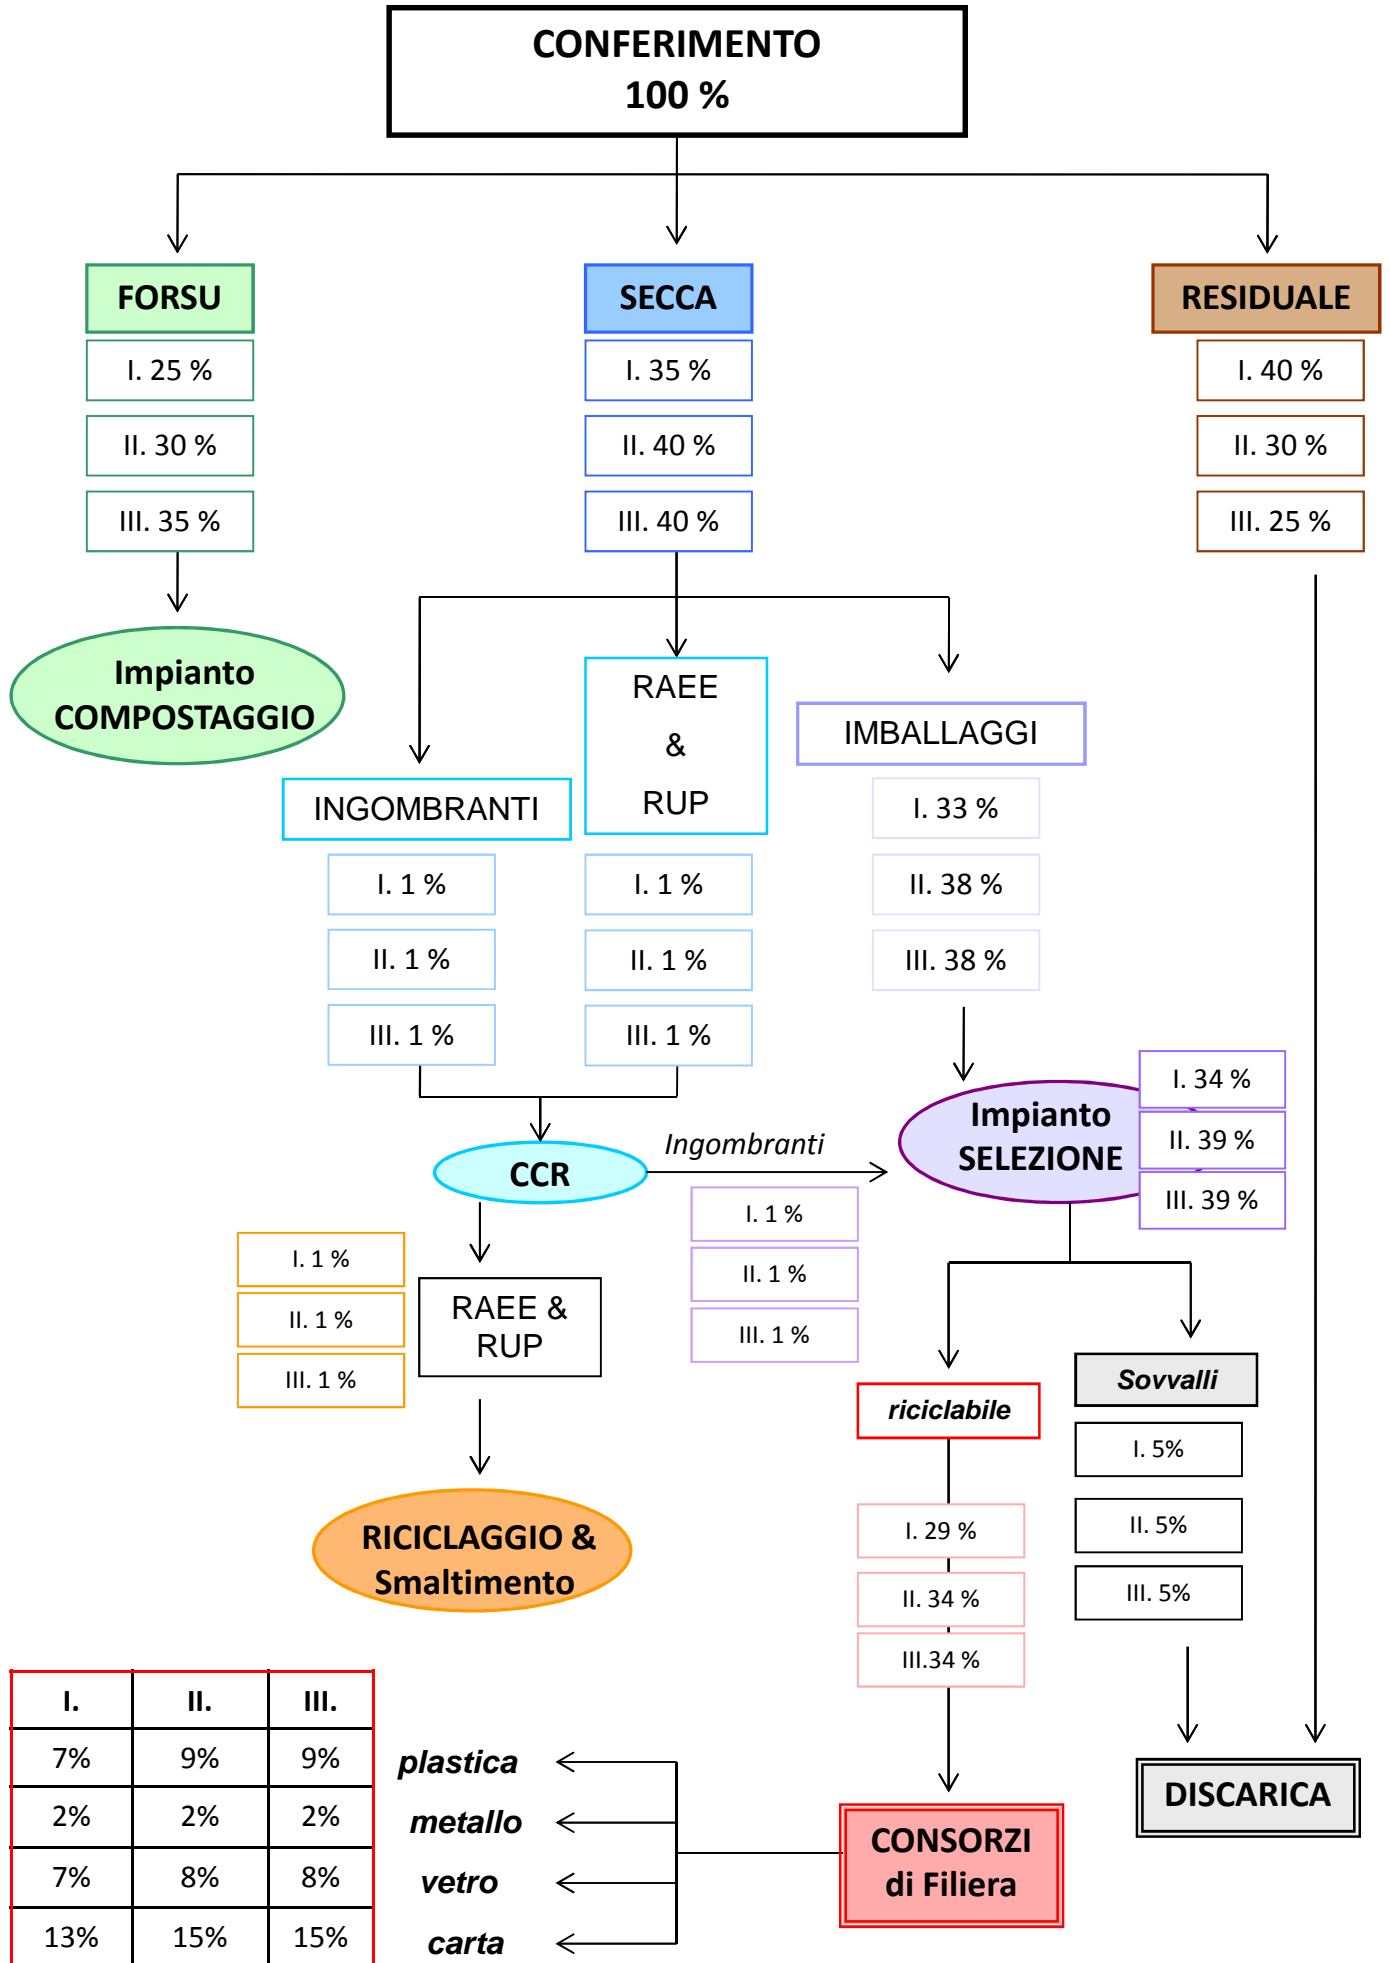 CONFERIMENTO
100 %
FORSU
SECCA
RESIDUALE
I. 25 %
I. 35 %
I. 40 %
II. 30 %
II. 40 %
II. 30 %
III. 35 %
III. 40 %
III. 25 %
Impianto
COMPOSTAGGIO
RAEE
&
RUP
IMBALLAGGI
INGOMBRANTI
I. 33 %
I. 1 %
I. 1 %
II. 38 %
II. 1 %
II. 1 %
III. 38 %
III. 1 %
III. 1 %
I. 34 %
Impianto
SELEZIONE
II. 39 %
III. 39 %
CCR
Ingombranti
I. 1 %
II. 1 %
III. 1 %
I. 1 %
II. 1 %
III. 1 %
RAEE &
RUP
riciclabile
Sovvalli
I. 5%
II. 5%
III. 5%
I. 29 %
II. 34 %
III.34 %
RICICLAGGIO &
Smaltimento
I. II. III.
7% 9% 9% plastica
2% 2% 2% metallo
7% 8% 8% vetro
13% 15% 15% carta
CONSORZI
di Filiera
DISCARICA